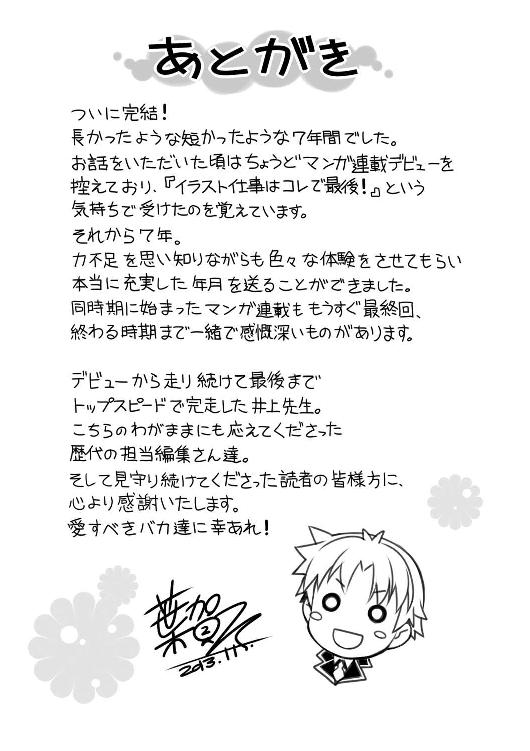 あとがき
ついに完結！
長かったような短かったような7年間でした。
お話をいただいた頃はちょうどマンガ連載デビューを
控えており、『イラスト仕事はコレで最後！』という
気持ちで受けたのを覚えています。
それから7年。
力不足を思い知りながらも色々な体験をさせてもらい
本当に充実した年月を送ることができました。
同時期に始まったマンガ連載ももうすぐ最終回、
終わる時期まで一緒で感慨深いものがあります。
デビューから走り続けて最後まで
トップスピードで完走した井上先生。
こちらのわがままにも応えてくださった
歴代の担当編集さん達。
そして見守り続けてくださった読者の皆様方に、
心より感謝いたします。
愛すべきバカ達に幸あれ！
葉賀ユイ